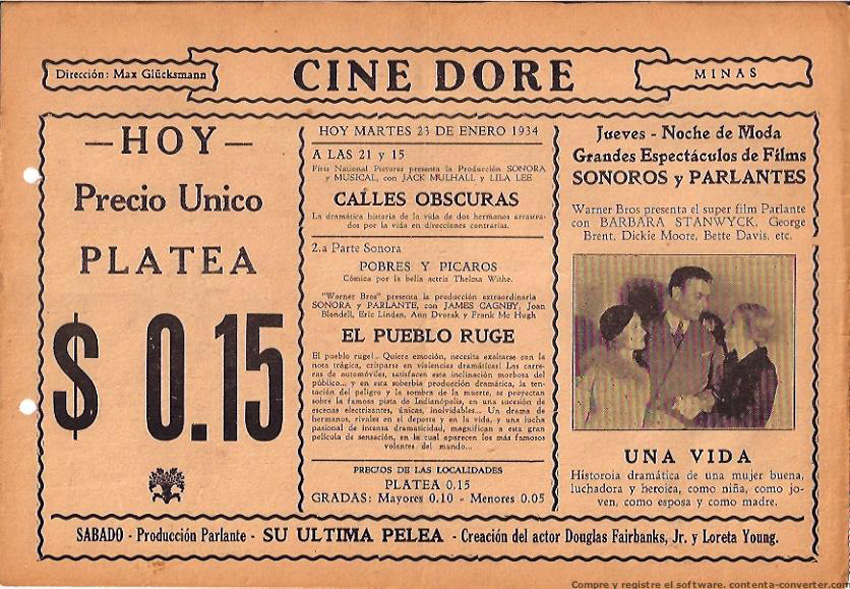 Dirección: Max Glücksmann
CINE DORE
MINAS
—HOY—
Precio Unico
PLATEA
$ 0.15
HOY MARTES 23 DE ENERO 1934
A LAS 21 y 15
First National Pictures presenta la Producción SONORA
y MUSICAL, con JACK MULHALL y LILA LEE
CALLES OBSCURAS
La dramática historia de la vida de dos hermanos arrastra-
dos por la vida en direcciones contrarias.
2.a Parte Sonora
POBRES Y PICAROS
Cómica por la bella actriz Thelma Withe.
"Warner Bros" presenta la producción extraordinaria
SONORA y PARLANTE, con JAMES CAGNEY, Joan
Blondell, Eric Linden, Ann Dvorak y Frank Mc Hugh
EL PUEBLO RUGE
El pueblo ruge!.. Quiere emoción, necesita exaltarse con la
nota trágica, crisparse en violencias dramáticas! Las carre-
ras de automóviles, satisfacen esta inclinación morbosa del
público... y en esta soberbia producción dramática, la ten-
tación del peligro y la sombra de la muerte, se proyectan
sobre la famosa pista de Indianópolis, en una sucesión de
escenas electrizantes, únicas, inolvidables... Un drama de
hermanos, rivales en el deporte y en la vida, y una lucha
pasional de intensa dramaticidad, magnifican a esta gran
película de sensación, en la cual aparecen los más famosos
volantes del mundo...
PRECIOS DE LAS LOCALIDADES
PLATEA 0.15
GRADAS: Mayores 0.10 - Menores 0.05
Jueves - Noche de Moda
Grandes Espectáculos de Films
SONOROS y PARLANTES
Warner Bros presenta el super film Parlante
con BARBARA STANWYCK, George
Brent, Dickie Moore, Bette Davis, etc.
UNA VIDA
Historoia dramática de una mujer buena,
luchadora y heroica, como niña, como jo-
ven, como esposa y como madre.
SABADO - Producción Parlante - SU ULTIMA PELEA - Creación del actor Douglas Fairbanks, Jr. y Loreta Young.
Compre y registre el software. contenta-converter.com